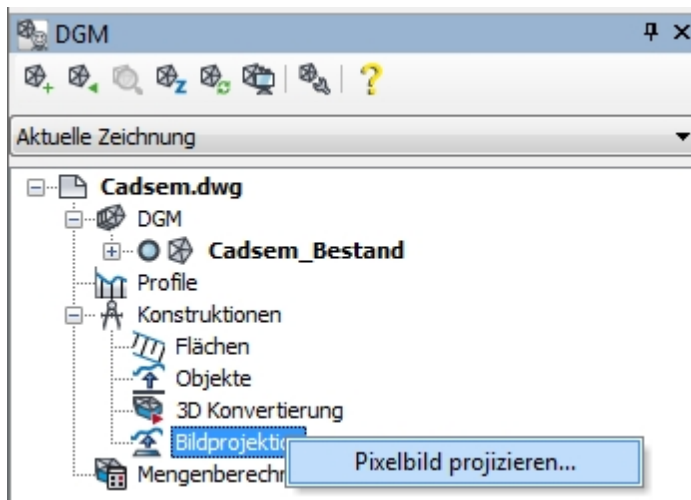 DGM
Aktuelle Zeichnung
Cadsem.dwg
DGM
Cadsem_Bestand
Profile
Konstruktionen
Flächen
Objekte
3D Konvertierung
Pixelbild projizieren...